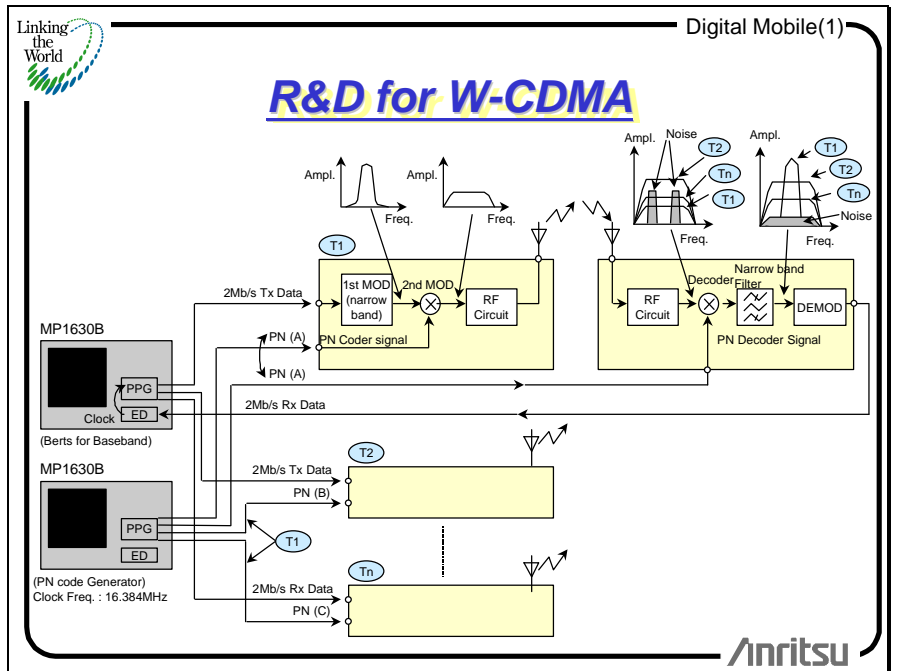 Linking
the
World
Digital Mobile(1)
R&D for W-CDMA
Ampl.
Freq.
Ampl.
Freq.
Ampl.
Noise
T2
Tn
T1
Freq.
Ampl.
T1
T2
Tn
Noise
Freq.
T1
2Mb/s Tx Data
1st MOD
(narrow
band)
2nd MOD
RF
Circuit
PN Coder signal
PN (A)
PN (A)
RF
Circuit
Decoder
Narrow band
Filter
DEMOD
PN Decoder Signal
MP1630B
PPG
Clock
ED
(Berts for Baseband)
2Mb/s Rx Data
T2
2Mb/s Tx Data
PN (B)
MP1630B
PPG
ED
(PN code Generator)
Clock Freq. : 16.384MHz
T1
Tn
2Mb/s Rx Data
PN (C)
Anritsu